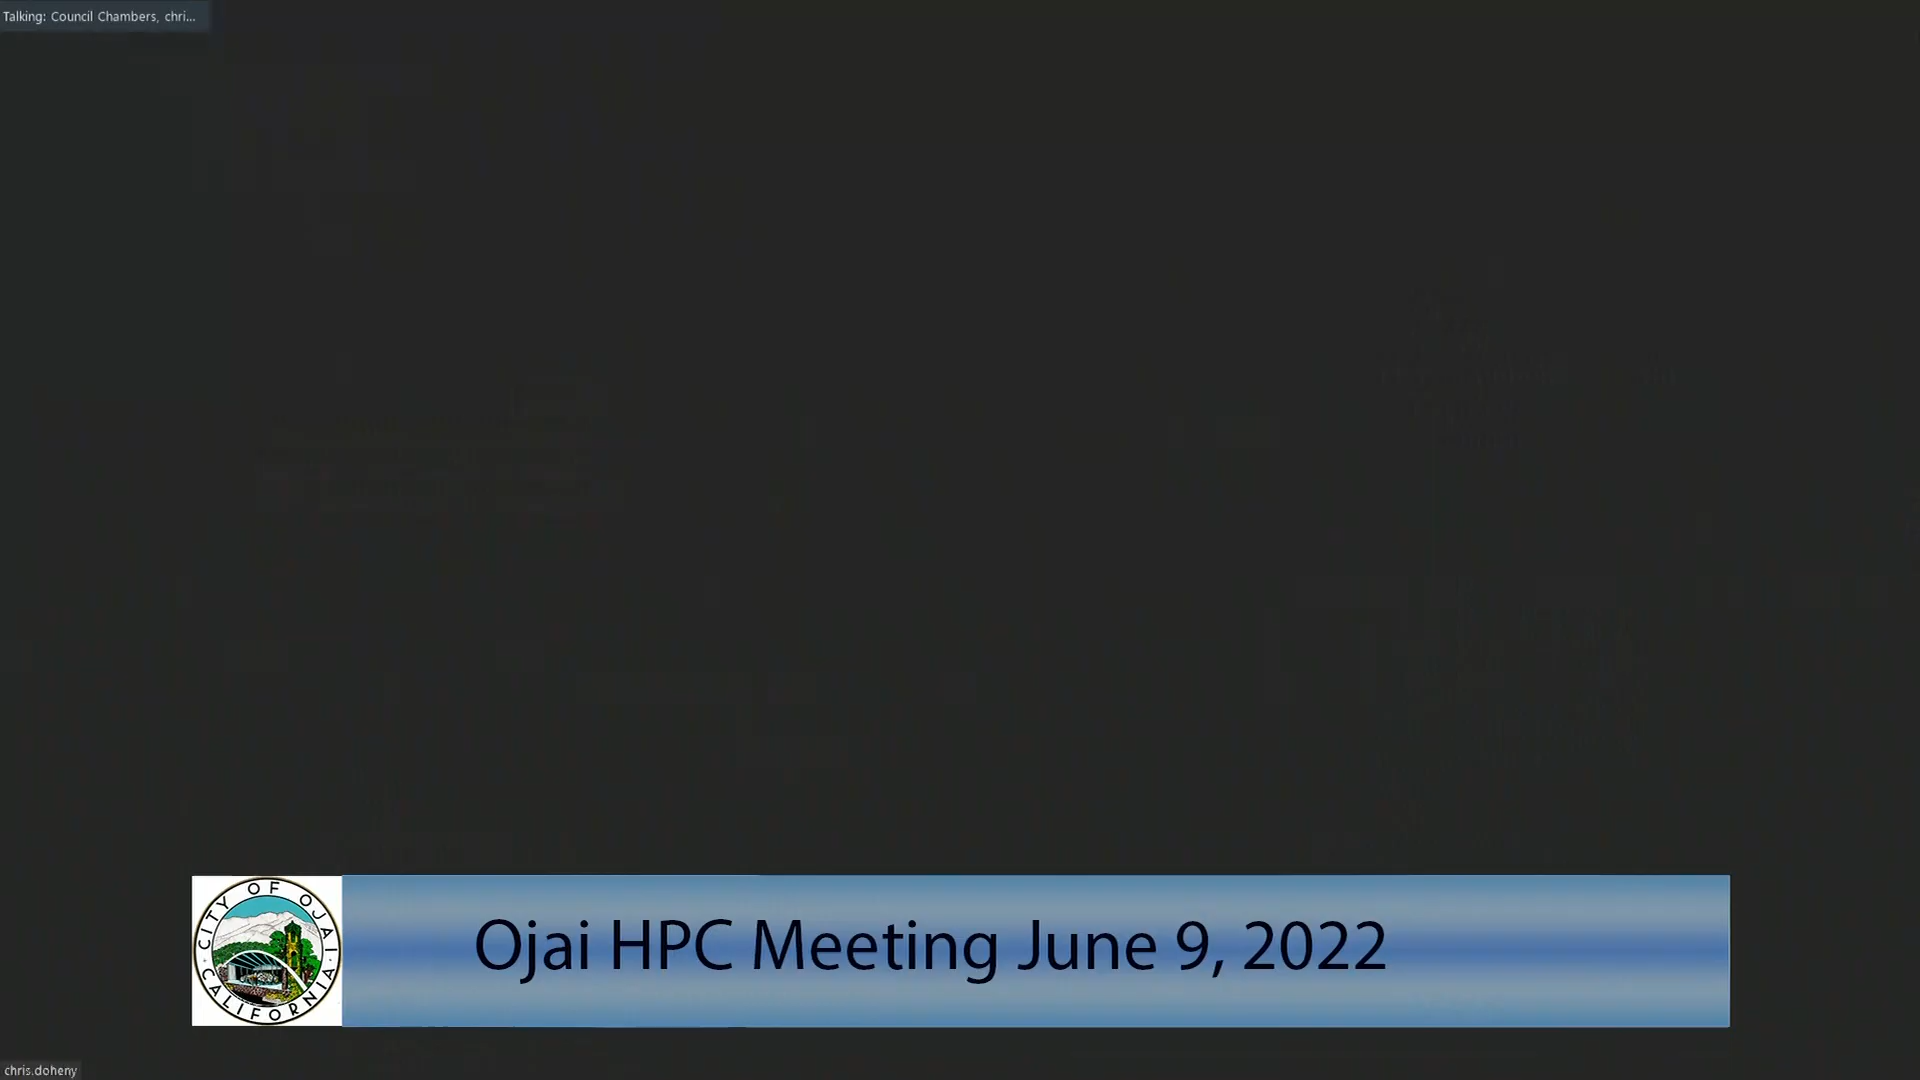 Talking: Council Chambers, chri...
CITY OF OJAI
CALIFORNIA
Ojai HPC Meeting June 9, 2022
chris.doheny